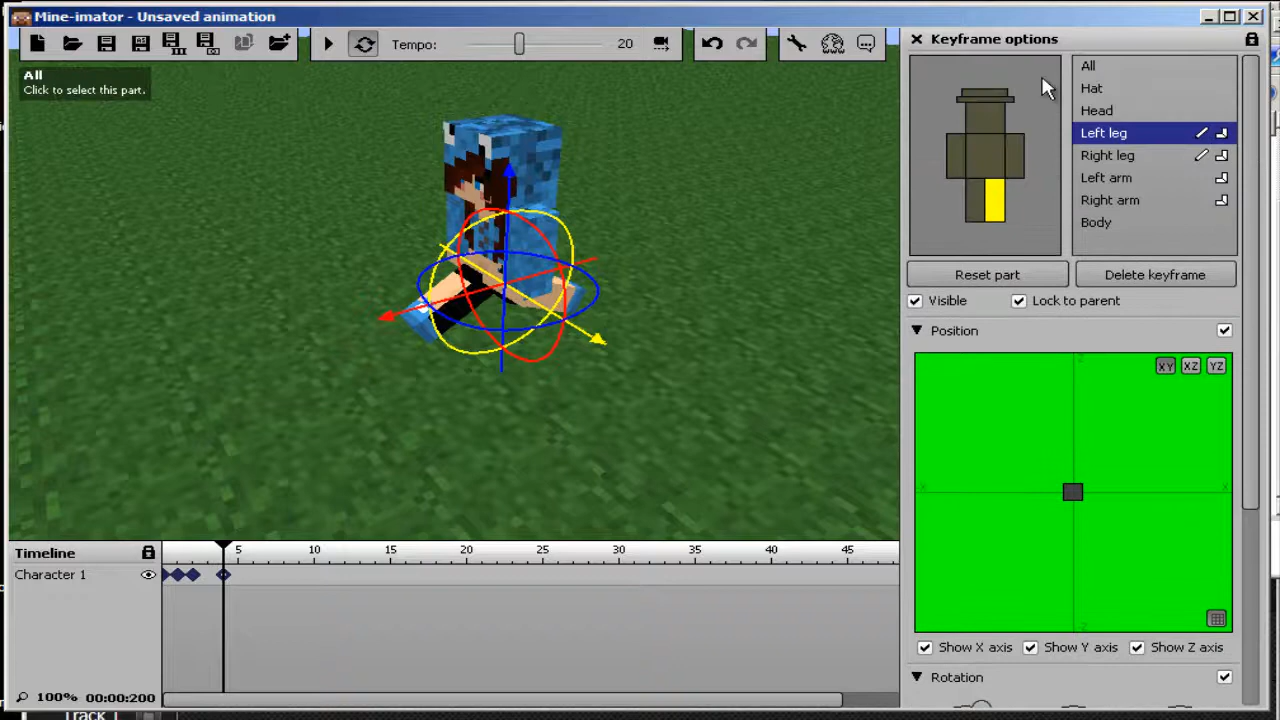 Mine-imator - Unsaved animation
Tempo: 20
All
Click to select this part.
Keyframe options
All
Hat
Head
Left leg
Right leg
Left arm
Right arm
Body
Reset part
Delete keyframe
Visible
Lock to parent
Position
XY XZ YZ
Show X axis
Show Y axis
Show Z axis
Rotation
Timeline
5 10 15 20 25 30 35 40 45
Character 1
100% 00:00:200
Track